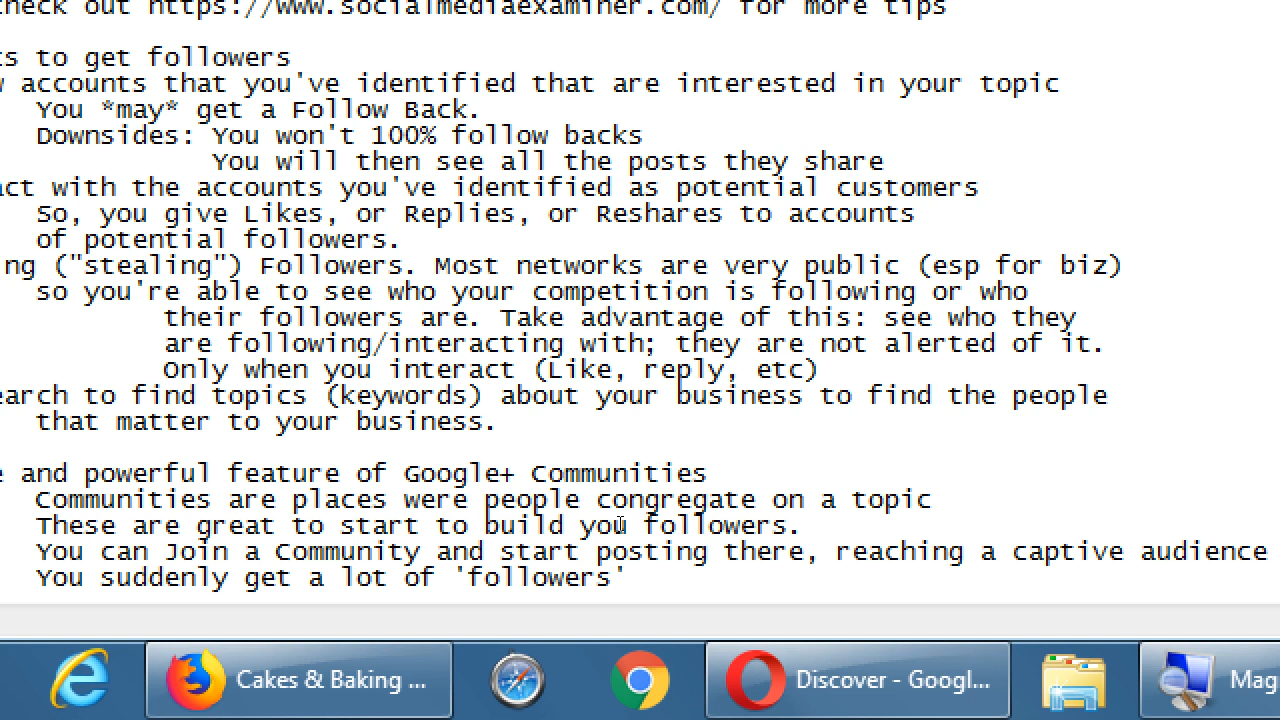 check out https://www.socialmediaexaminer.com/ for more tips
ts to get followers
w accounts that you've identified that are interested in your topic
You *may* get a Follow Back.
Downsides: You won't 100% follow backs
You will then see all the posts they share
act with the accounts you've identified as potential customers
So, you give Likes, or Replies, or Reshares to accounts
of potential followers.
ng ("stealing") Followers. Most networks are very public (esp for biz)
so you're able to see who your competition is following or who
their followers are. Take advantage of this: see who they
are following/interacting with; they are not alerted of it.
Only when you interact (Like, reply, etc)
earch to find topics (keywords) about your business to find the people
that matter to your business.
e and powerful feature of Google+ Communities
Communities are places were people congregate on a topic
These are great to start to build you followers.
You can Join a Community and start posting there, reaching a captive audience
You suddenly get a lot of 'followers'
Cakes & Baking ...
Discover - Googl...
Mag